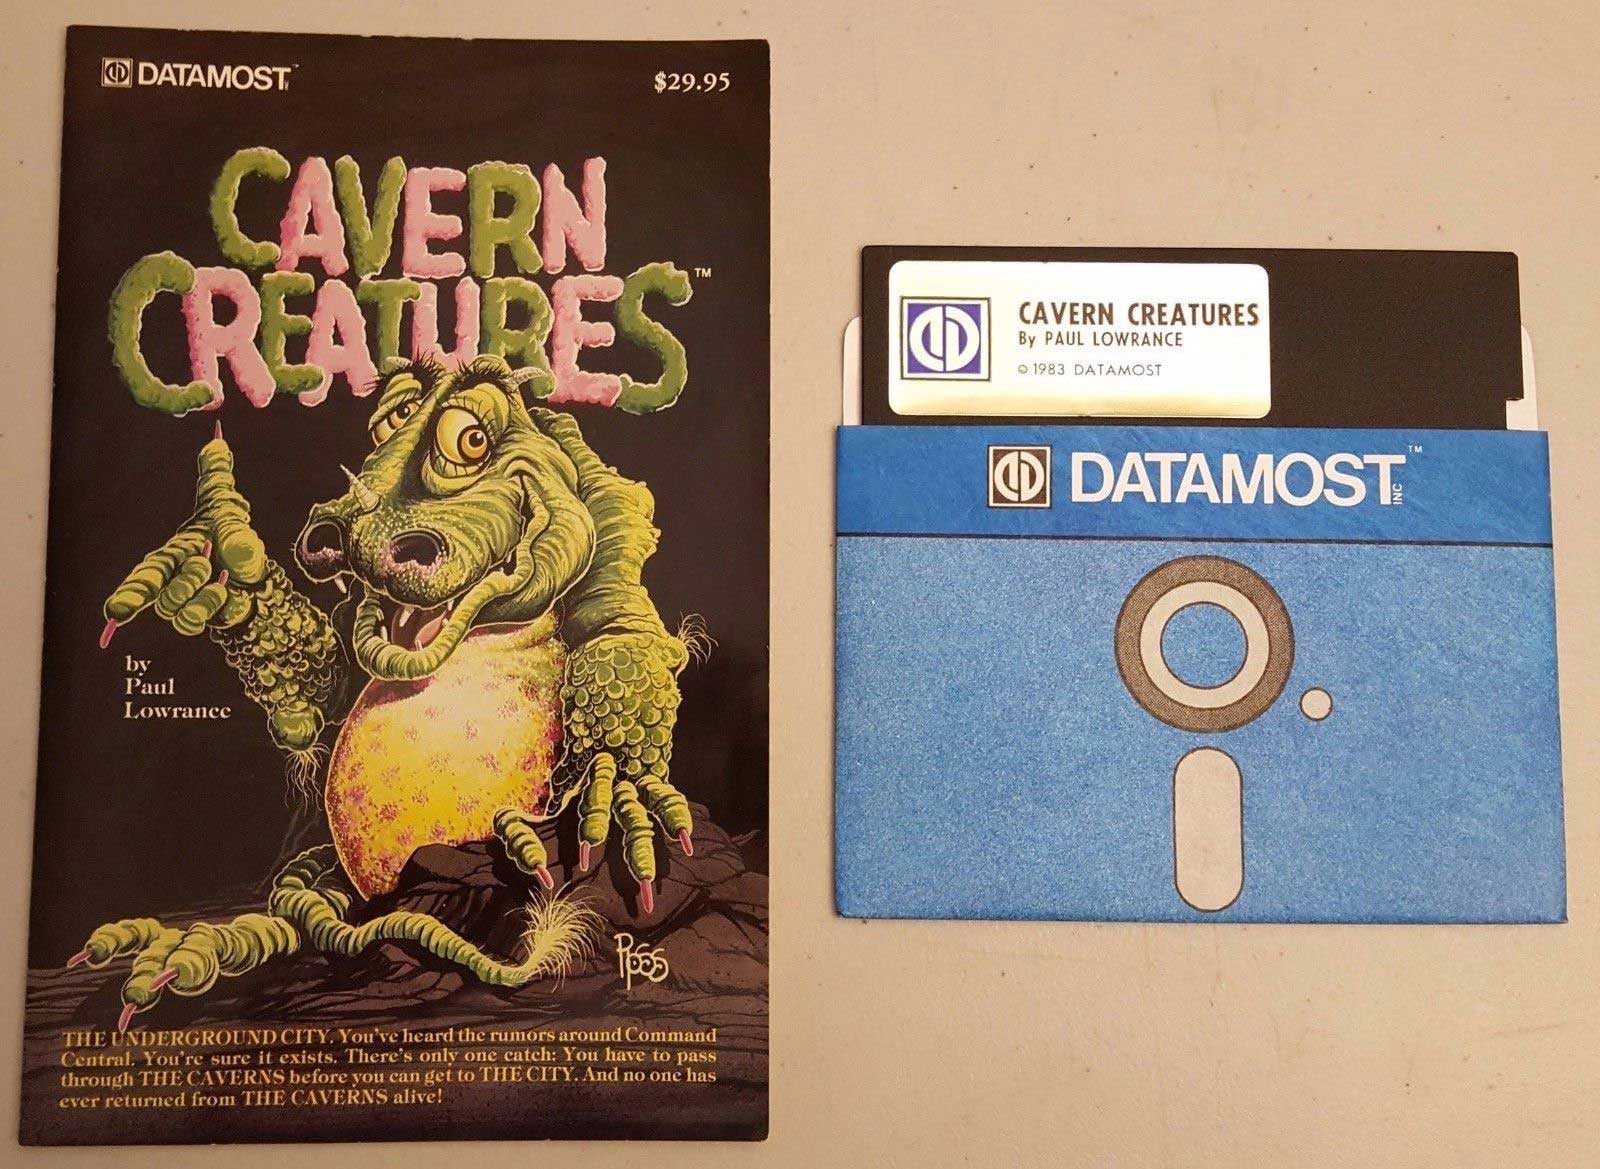 DATAMOST INC ™
$29.95
CAVERN
CREATURES ™
by
Paul
Lowrance
Ross
THE UNDERGROUND CITY. You've heard the rumors around Command
Central. You're sure it exists. There's only one catch: You have to pass
through THE CAVERNS before you can get to THE CITY. And no one has
ever returned from THE CAVERNS alive!
CAVERN CREATURES
By PAUL LOWRANCE
© 1983 DATAMOST
DATAMOST INC ™